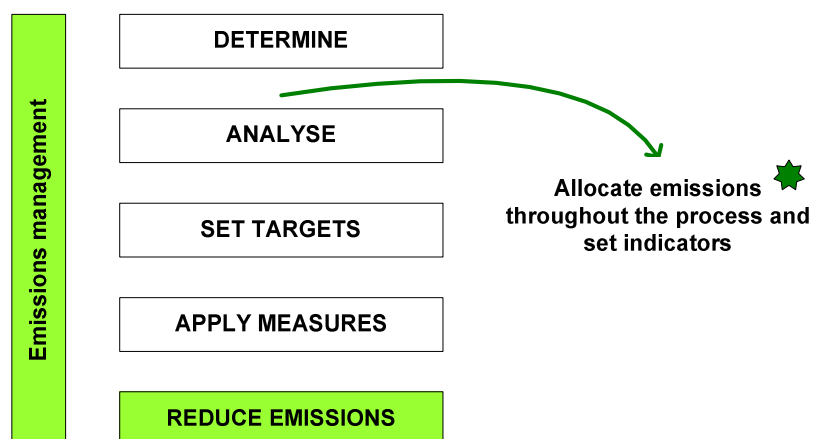 Emissions management
DETERMINE
ANALYSE
SET TARGETS
APPLY MEASURES
REDUCE EMISSIONS
Allocate emissions
throughout the process and
set indicators